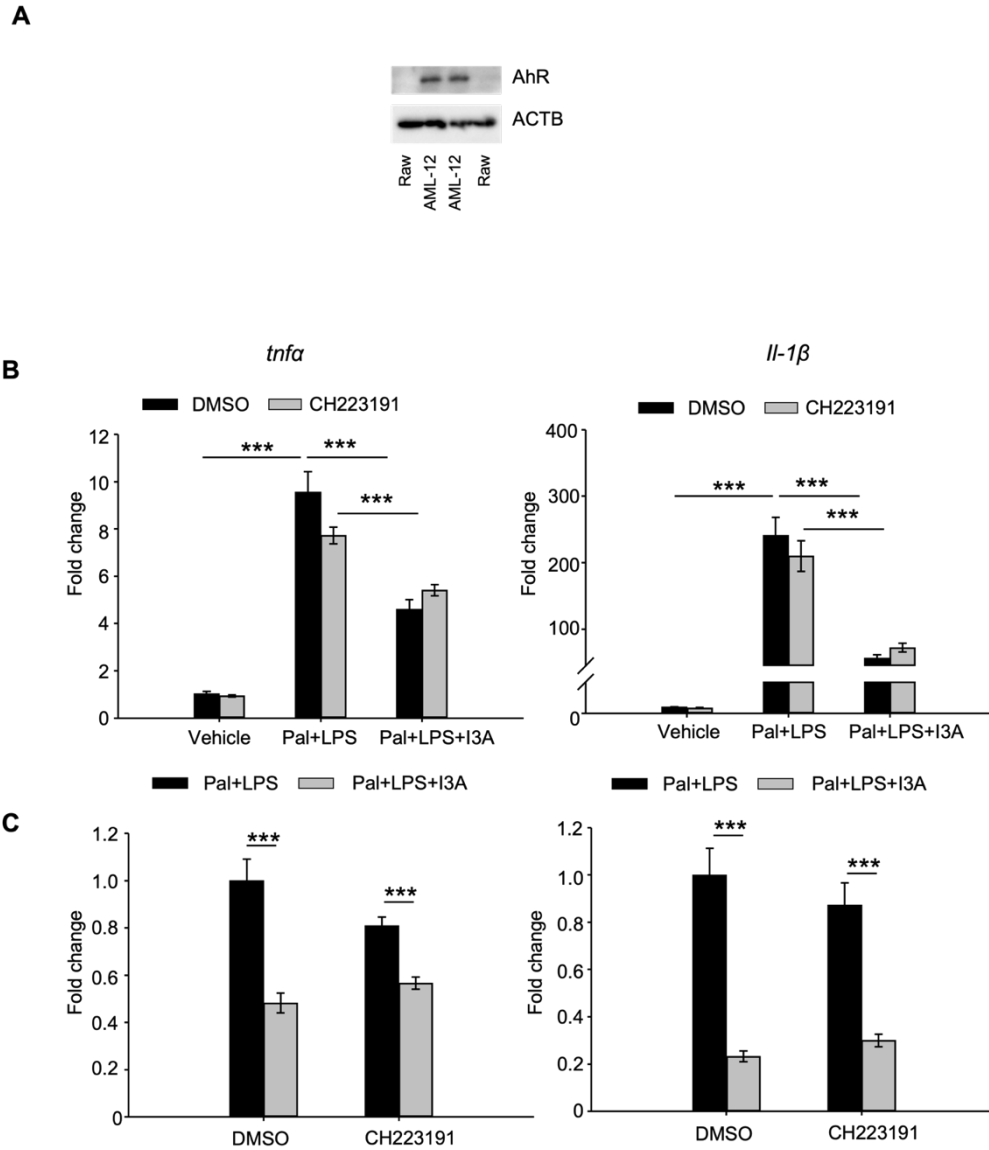 A
AhR
ACTB
Raw
AML-12
AML-12
Raw
B
tnfα
DMSO CH223191
Fold change
12
10
8
6
4
2
0
***
***
***
Vehicle Pal+LPS Pal+LPS+I3A
Il-1β
DMSO CH223191
Fold change
400
300
200
100
0
***
***
***
Vehicle Pal+LPS Pal+LPS+I3A
C
Pal+LPS Pal+LPS+I3A
Fold change
1.2
1.0
0.8
0.6
0.4
0.2
0
***
***
DMSO CH223191
Pal+LPS Pal+LPS+I3A
Fold change
1.2
1.0
0.8
0.6
0.4
0.2
0
***
***
DMSO CH223191